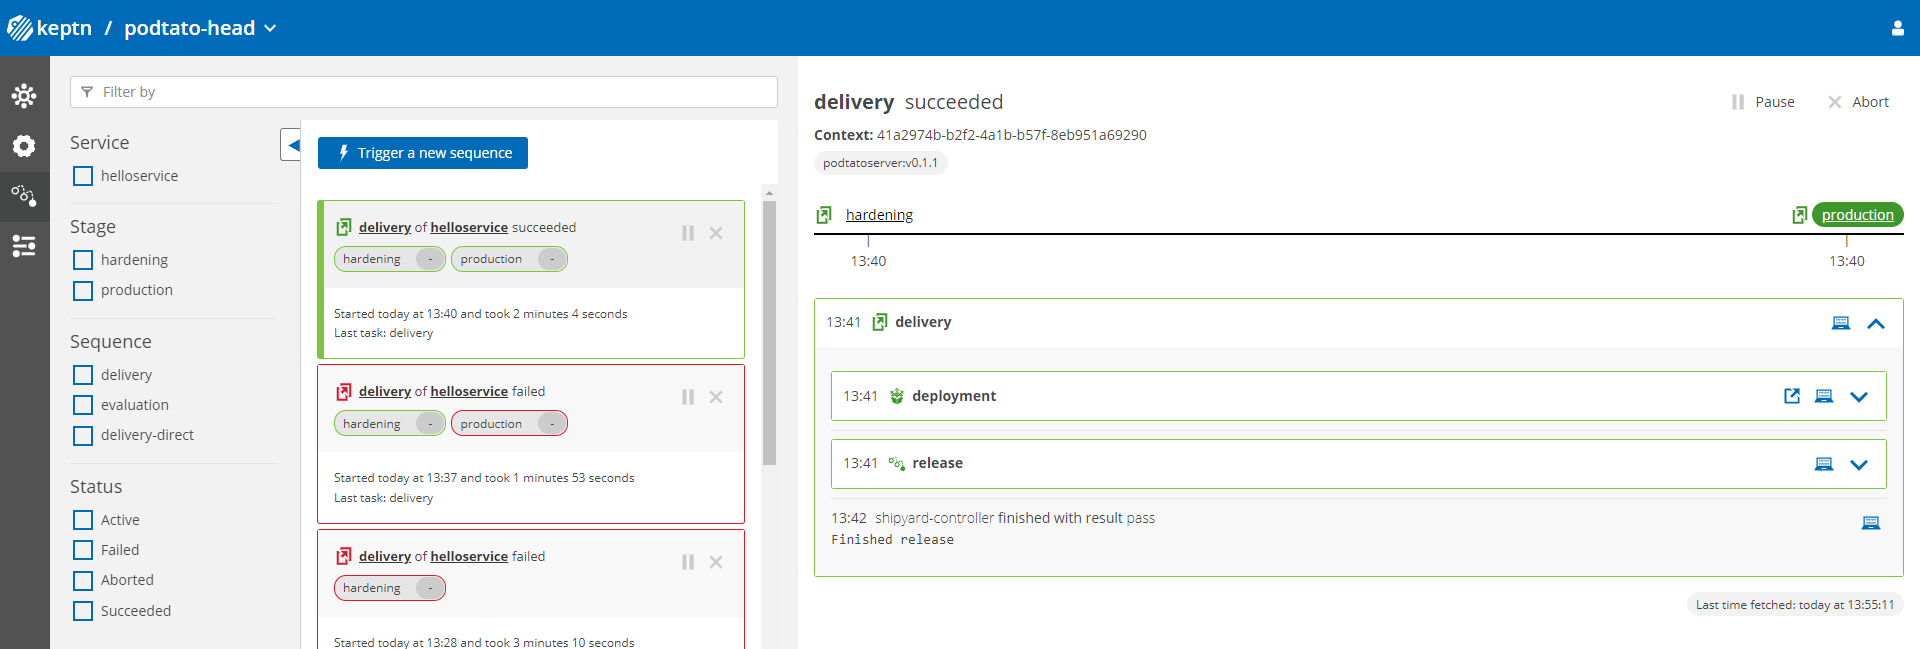 keptn / podtato-head
Filter by
Service
helloservice
Stage
hardening
production
Sequence
delivery
evaluation
delivery-direct
Status
Active
Failed
Aborted
Succeeded
Trigger a new sequence
delivery of helloservice succeeded
hardening - production -
Started today at 13:40 and took 2 minutes 4 seconds
Last task: delivery
delivery of helloservice failed
hardening - production -
Started today at 13:37 and took 1 minutes 53 seconds
Last task: delivery
delivery of helloservice failed
hardening -
Started today at 13:28 and took 3 minutes 10 seconds
delivery succeeded
Pause Abort
Context: 41a2974b-b2f2-4a1b-b57f-8eb951a69290
podtatoserver:v0.1.1
hardening production
13:40 13:40
13:41 delivery
13:41 deployment
13:41 release
13:42 shipyard-controller finished with result pass
Finished release
Last time fetched: today at 13:55:11